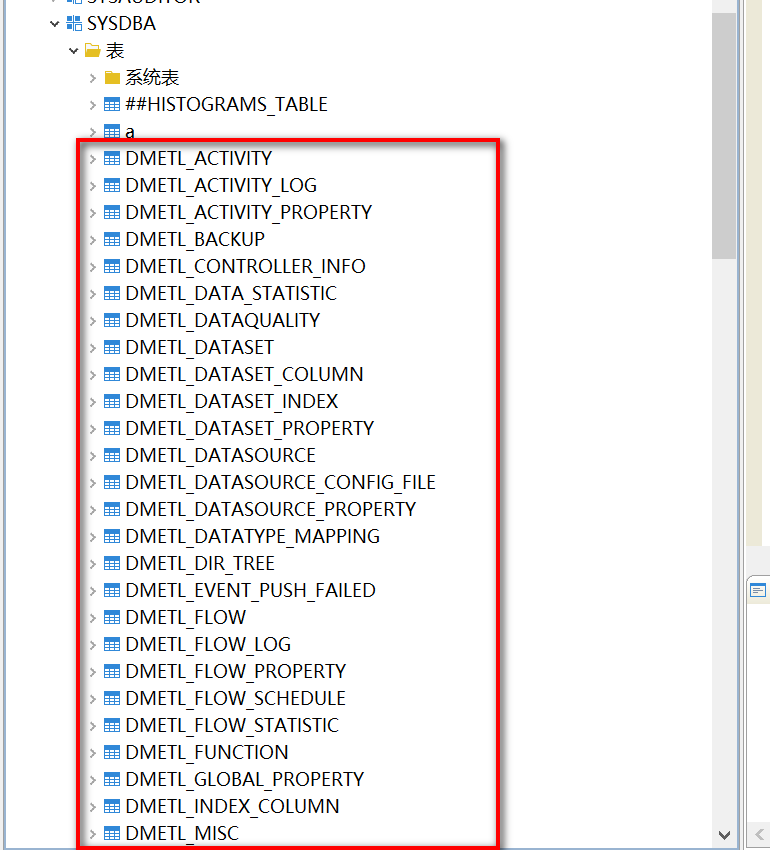 SYSAUDITOR
SYSDBA
表
系统表
##HISTOGRAMS_TABLE
a
DMETL_ACTIVITY
DMETL_ACTIVITY_LOG
DMETL_ACTIVITY_PROPERTY
DMETL_BACKUP
DMETL_CONTROLLER_INFO
DMETL_DATA_STATISTIC
DMETL_DATAQUALITY
DMETL_DATASET
DMETL_DATASET_COLUMN
DMETL_DATASET_INDEX
DMETL_DATASET_PROPERTY
DMETL_DATASOURCE
DMETL_DATASOURCE_CONFIG_FILE
DMETL_DATASOURCE_PROPERTY
DMETL_DATATYPE_MAPPING
DMETL_DIR_TREE
DMETL_EVENT_PUSH_FAILED
DMETL_FLOW
DMETL_FLOW_LOG
DMETL_FLOW_PROPERTY
DMETL_FLOW_SCHEDULE
DMETL_FLOW_STATISTIC
DMETL_FUNCTION
DMETL_GLOBAL_PROPERTY
DMETL_INDEX_COLUMN
DMETL_MISC